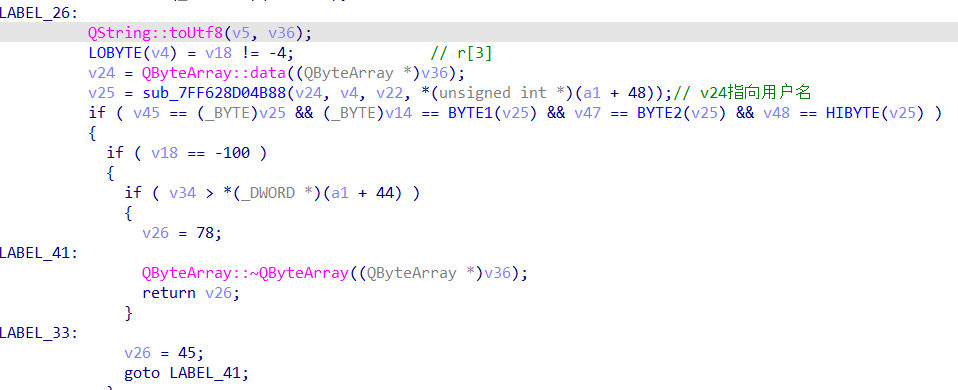 LABEL_26:
QString::toUtf8(v5, v36);
LOBYTE(v4) = v18 != -4;                // r[3]
v24 = QByteArray::data((QByteArray *)v36);
v25 = sub_7FF628D04B88(v24, v4, v22, *(unsigned int *)(a1 + 48));// v24指向用户名
if ( v45 == (_BYTE)v25 && (_BYTE)v14 == BYTE1(v25) && v47 == BYTE2(v25) && v48 == HIBYTE(v25) )
{
if ( v18 == -100 )
{
if ( v34 > *(_DWORD *)(a1 + 44) )
{
v26 = 78;
LABEL_41:
QByteArray::~QByteArray((QByteArray *)v36);
return v26;
}
LABEL_33:
v26 = 45;
goto LABEL_41;